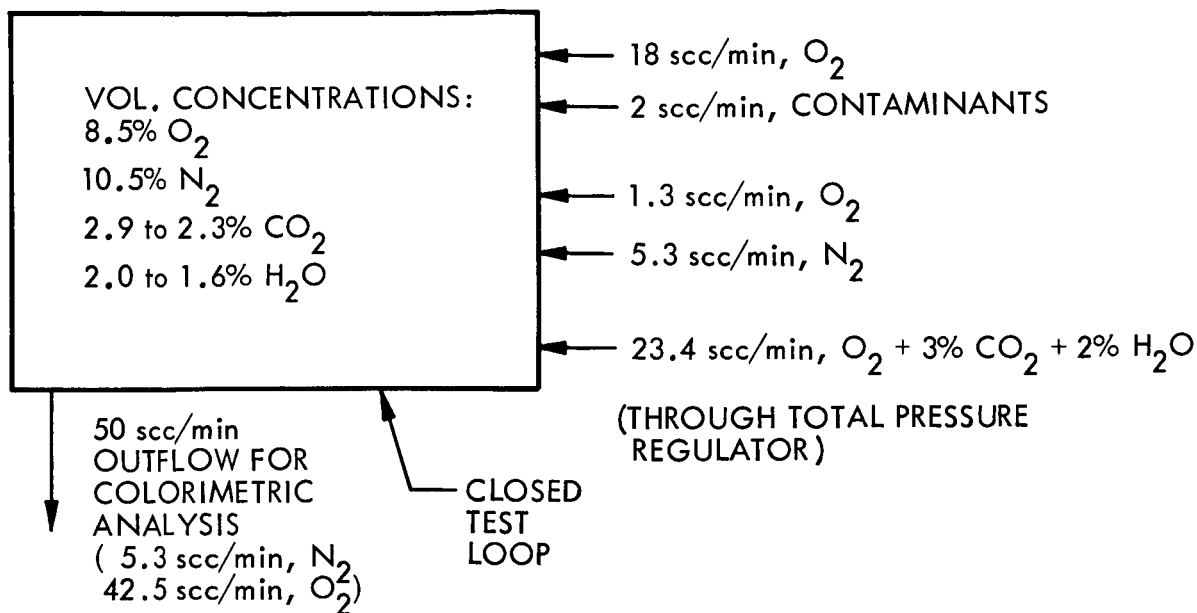 VOL. CONCENTRATIONS:
8.5% O2
10.5% N2
2.9 to 2.3% CO2
2.0 to 1.6% H2O
18 scc/min, O2
2 scc/min, CONTAMINANTS
1.3 scc/min, O2
5.3 scc/min, N2
23.4 scc/min, O2 + 3% CO2 + 2% H2O
(THROUGH TOTAL PRESSURE
REGULATOR)
50 scc/min
OUTFLOW FOR
COLORIMETRIC
ANALYSIS
( 5.3 scc/min, N2
42.5 scc/min, O2)
CLOSED
TEST
LOOP